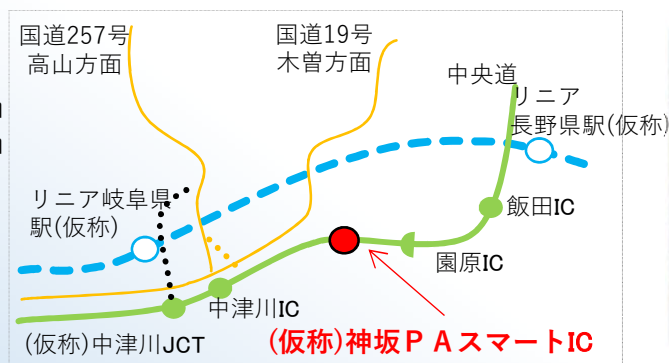 国道257号
高山方面
国道19号
木曽方面
中央道
リニア
長野県駅(仮称)
リニア岐阜県
駅(仮称)
飯田IC
園原IC
中津川IC
(仮称)中津川JCT
(仮称)神坂ＰＡスマートIC